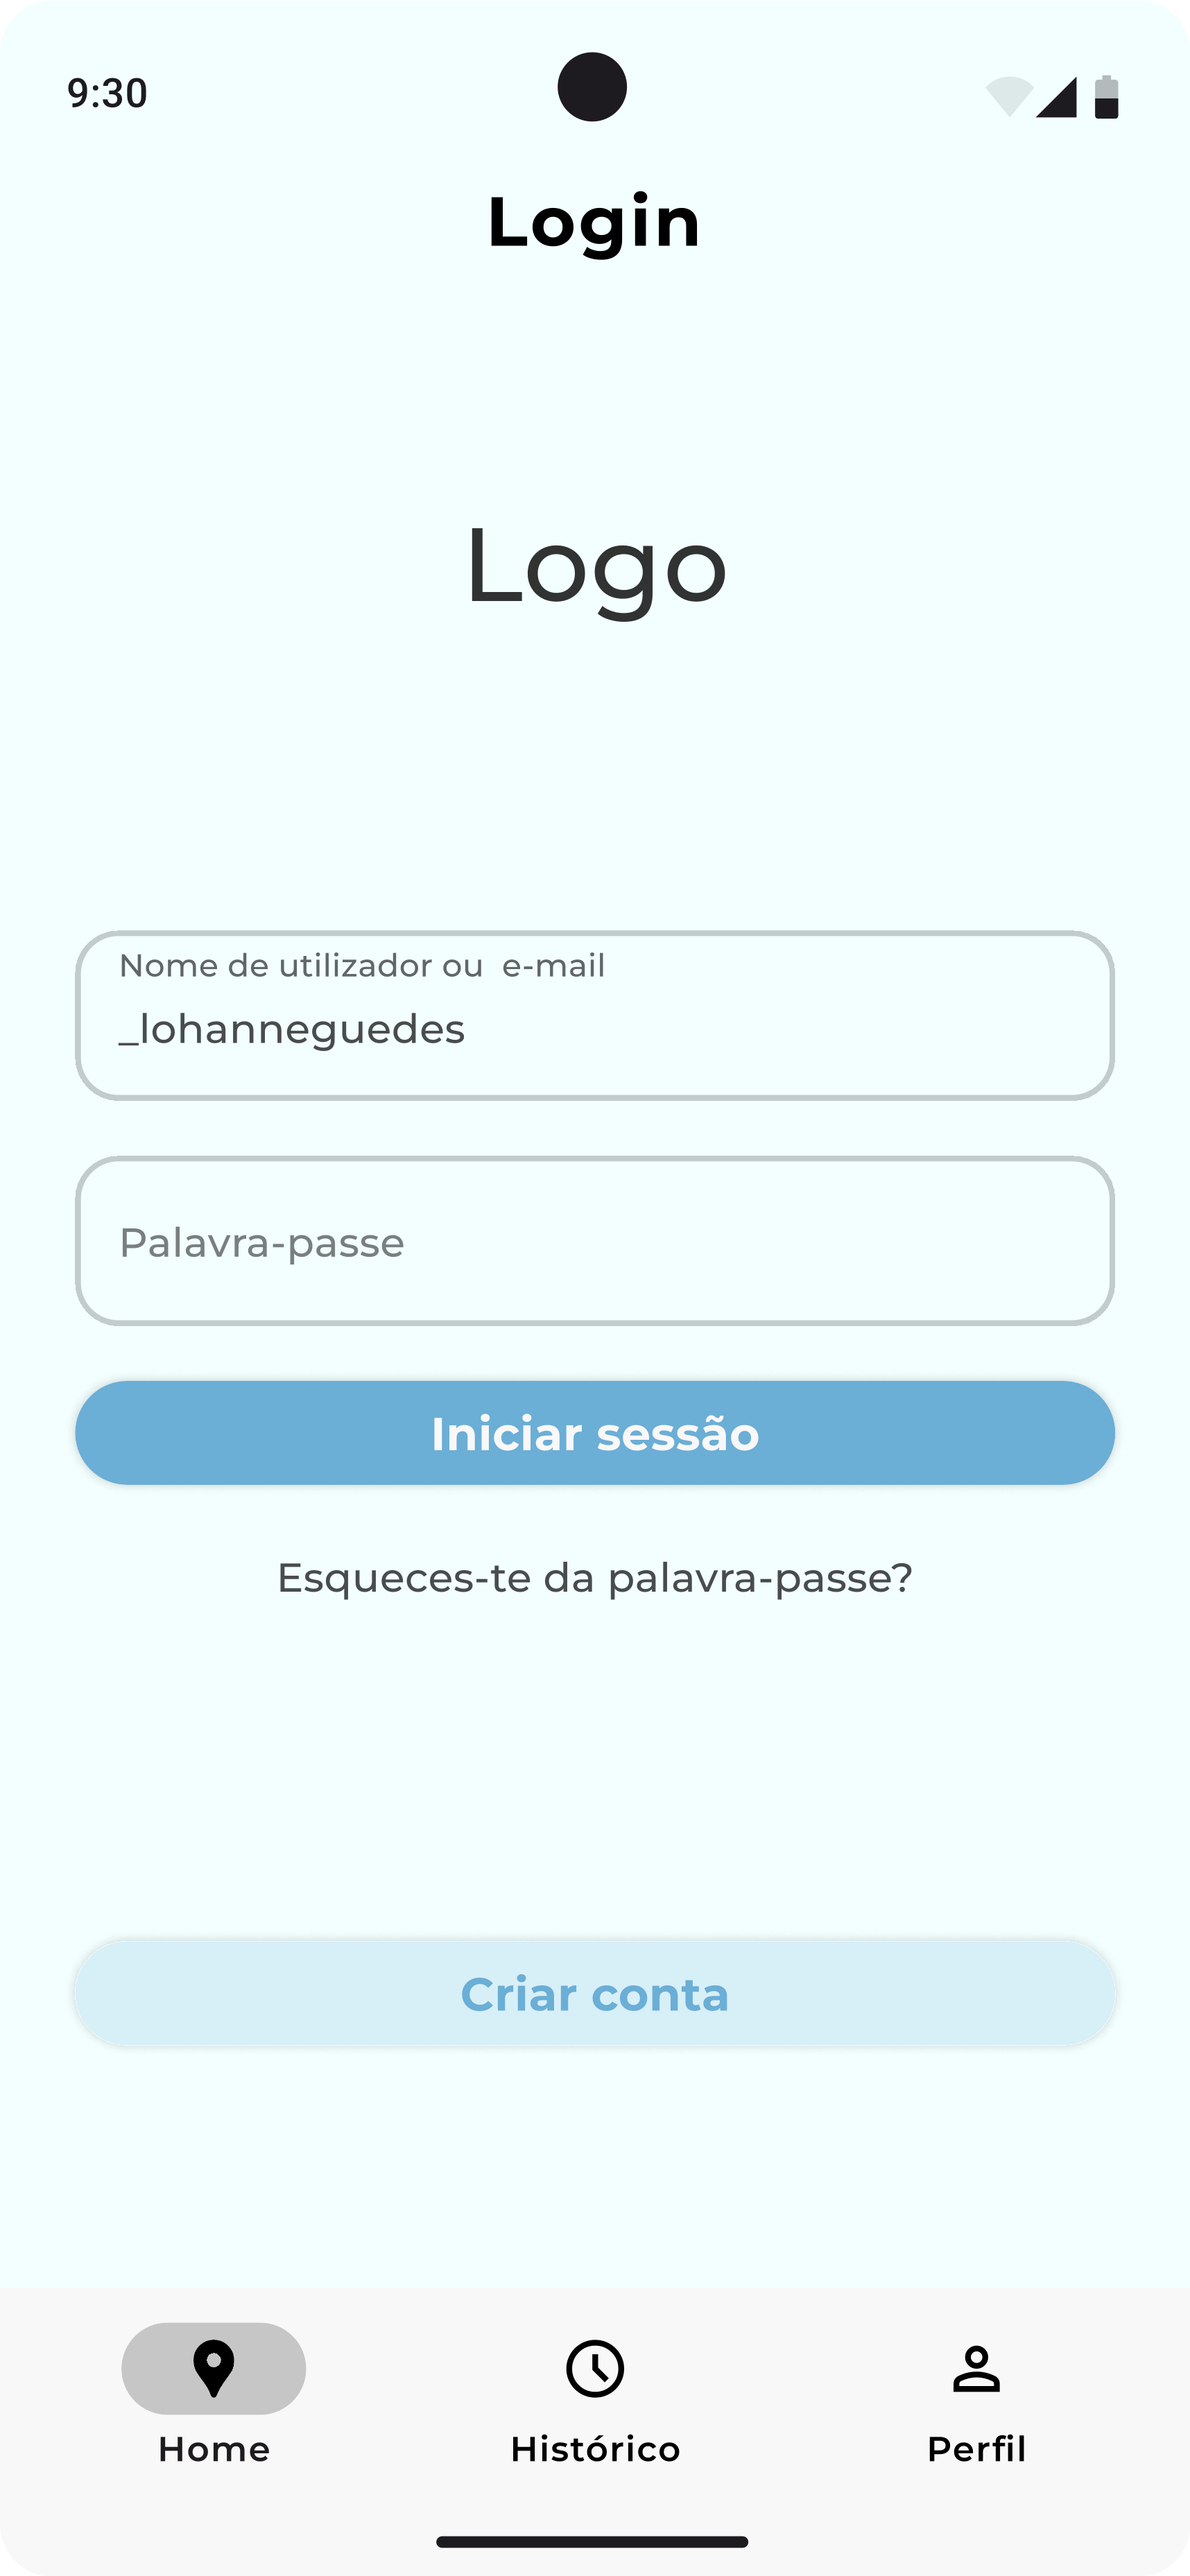 9:30
Login
Logo
Nome de utilizador ou  e-mail
_lohanneguedes
Palavra-passe
Iniciar sessão
Esqueces-te da palavra-passe?
Criar conta
Home
Histórico
Perfil